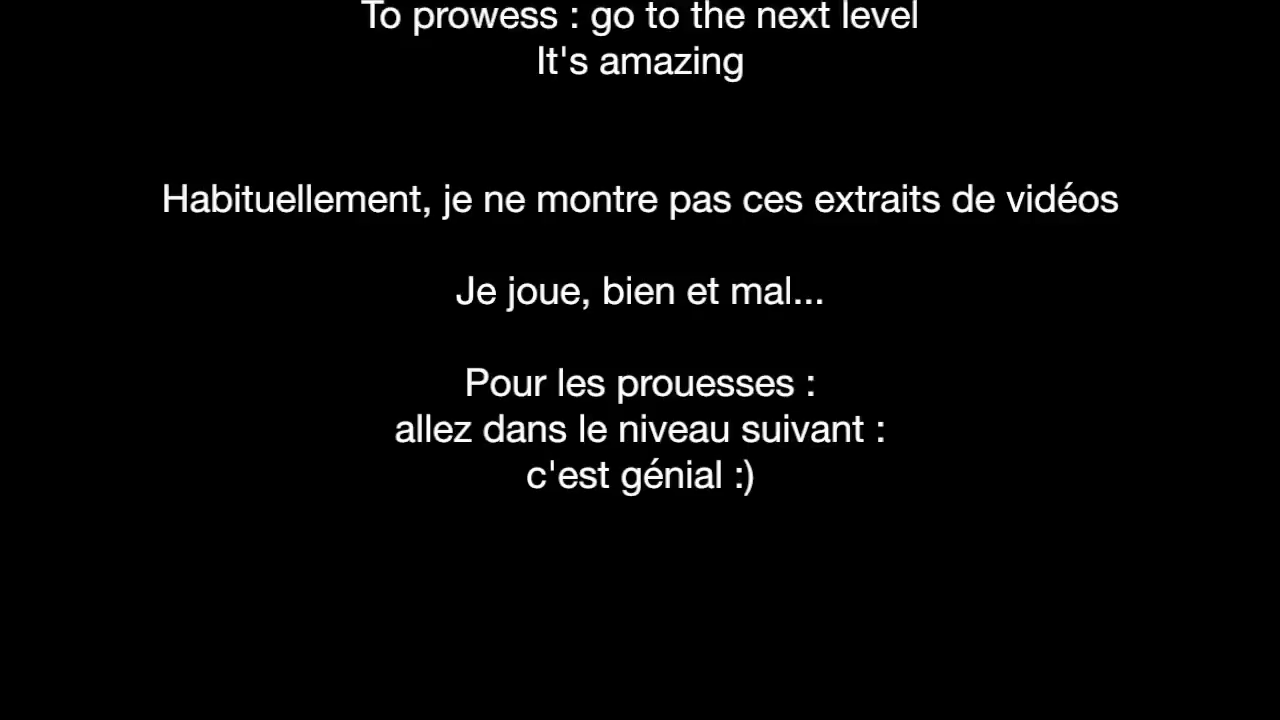 To prowess : go to the next level
It's amazing
Habituellement, je ne montre pas ces extraits de vidéos
Je joue, bien et mal...
Pour les prouesses :
allez dans le niveau suivant :
c'est génial :)